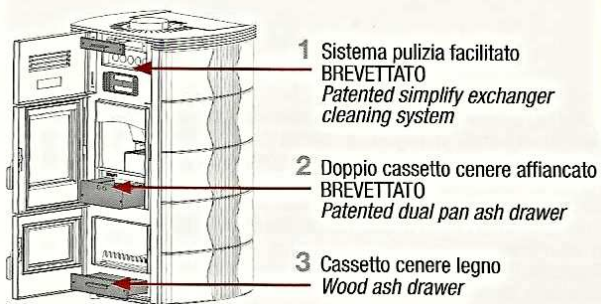 1 Sistema pulizia facilitato
BREVETTATO
Patented simplify exchanger
cleaning system
2 Doppio cassetto cenere affiancato
BREVETTATO
Patented dual pan ash drawer
3 Cassetto cenere legno
Wood ash drawer